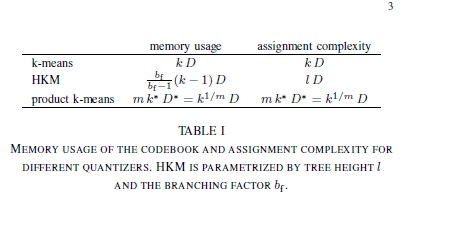 3
memory usage assignment complexity
k-means k D k D
HKM b_f/(b_f−1) (k − 1) D l D
product k-means m k* D* = k^{1/m} D m k* D* = k^{1/m} D
TABLE I
MEMORY USAGE OF THE CODEBOOK AND ASSIGNMENT COMPLEXITY FOR
DIFFERENT QUANTIZERS. HKM IS PARAMETRIZED BY TREE HEIGHT l
AND THE BRANCHING FACTOR b_f.